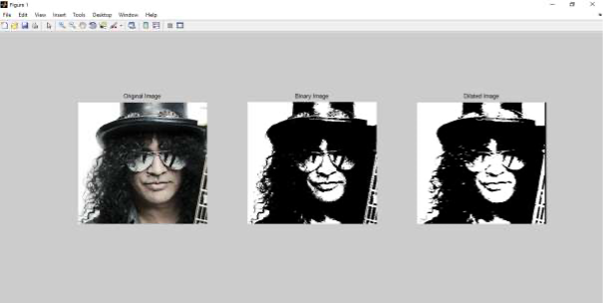 Figure 1
File Edit View Insert Tools Desktop Window Help
Original Image
Binary Image
Dilated Image